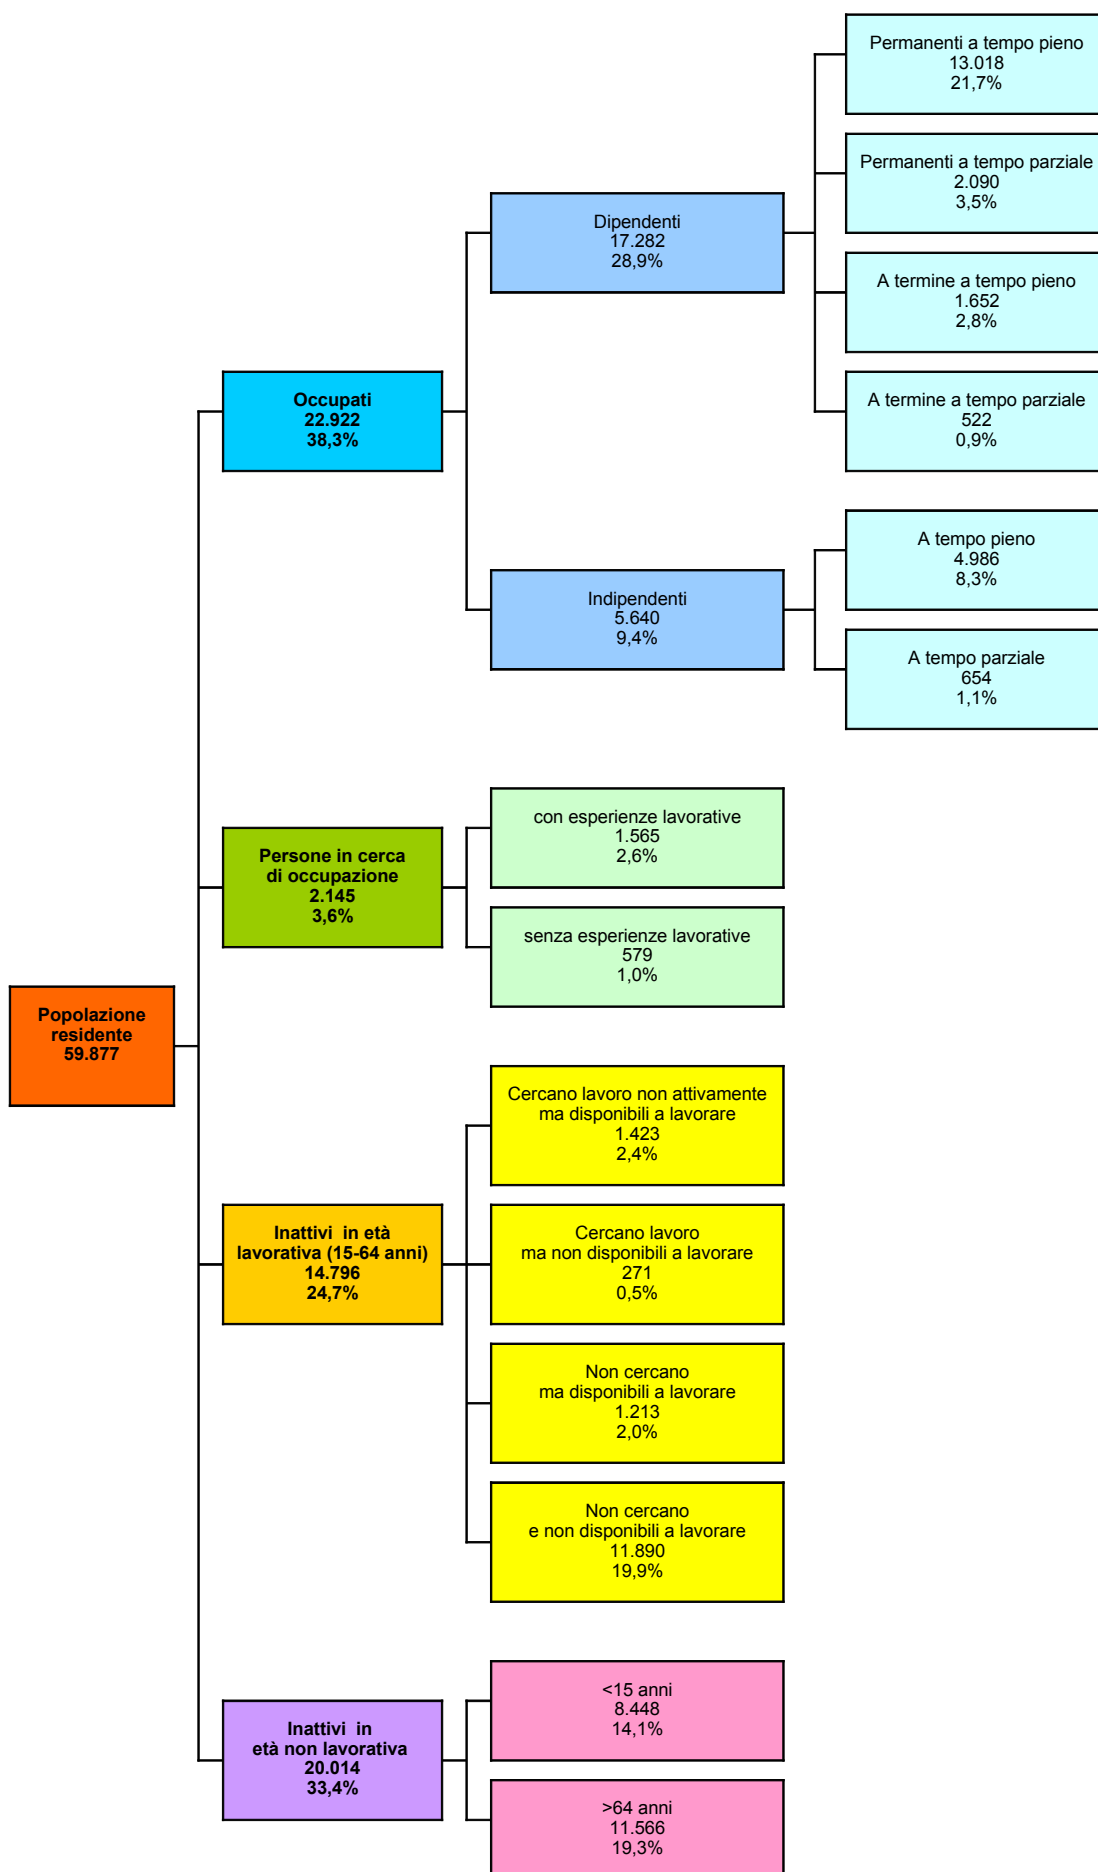 Popolazione
residente
59.877
Occupati
22.922
38,3%
Dipendenti
17.282
28,9%
Permanenti a tempo pieno
13.018
21,7%
Permanenti a tempo parziale
2.090
3,5%
A termine a tempo pieno
1.652
2,8%
A termine a tempo parziale
522
0,9%
Indipendenti
5.640
9,4%
A tempo pieno
4.986
8,3%
A tempo parziale
654
1,1%
Persone in cerca
di occupazione
2.145
3,6%
con esperienze lavorative
1.565
2,6%
senza esperienze lavorative
579
1,0%
Inattivi in età
lavorativa (15-64 anni)
14.796
24,7%
Cercano lavoro non attivamente
ma disponibili a lavorare
1.423
2,4%
Cercano lavoro
ma non disponibili a lavorare
271
0,5%
Non cercano
ma disponibili a lavorare
1.213
2,0%
Non cercano
e non disponibili a lavorare
11.890
19,9%
Inattivi in
età non lavorativa
20.014
33,4%
<15 anni
8.448
14,1%
>64 anni
11.566
19,3%